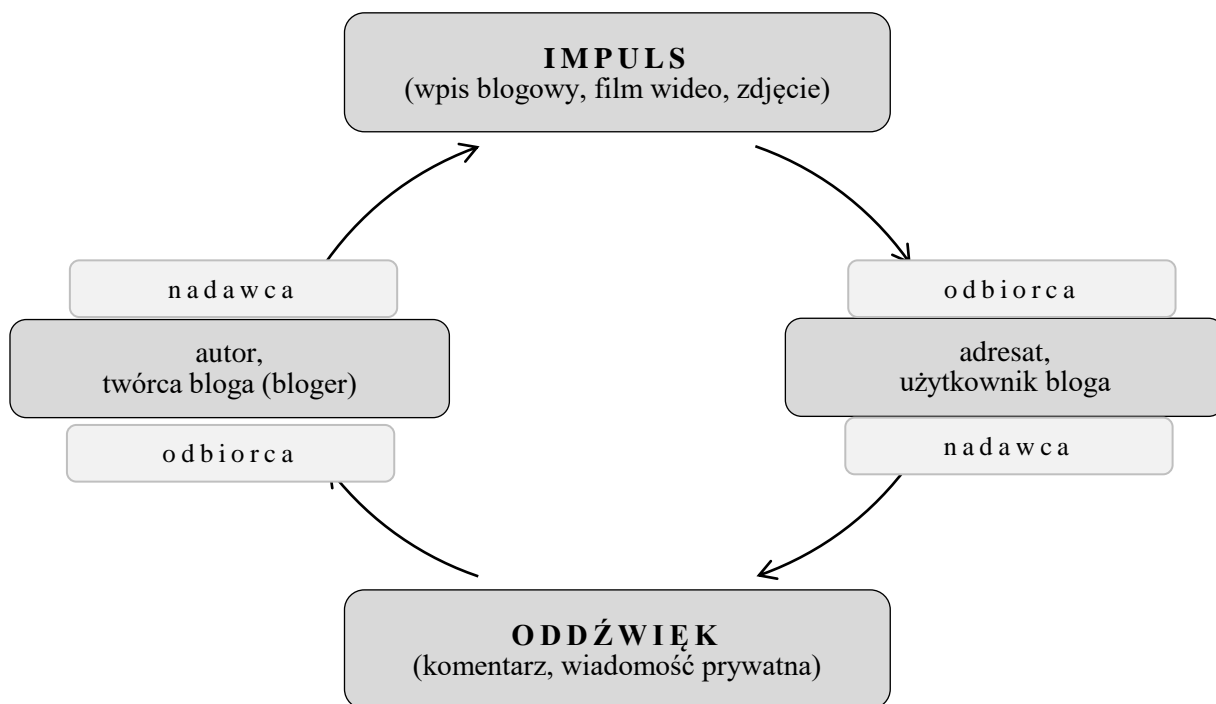 IMPULS
(wpis blogowy, film wideo, zdjęcie)
nadawca
autor,
twórca bloga (bloger)
odbiorca
odbiorca
adresat,
użytkownik bloga
nadawca
ODDŹWIĘK
(komentarz, wiadomość prywatna)